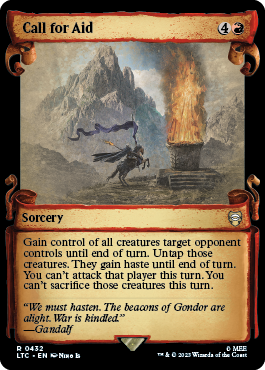 Call for Aid 4
Sorcery
Gain control of all creatures target opponent
controls until end of turn. Untap those
creatures. They gain haste until end of turn.
You can't attack that player this turn. You
can't sacrifice those creatures this turn.
“We must hasten. The beacons of Gondor
are alight. War is kindled.”
—Gandalf
R 0432
LTC • EN
™ & © 2023 Wizards of the Coast